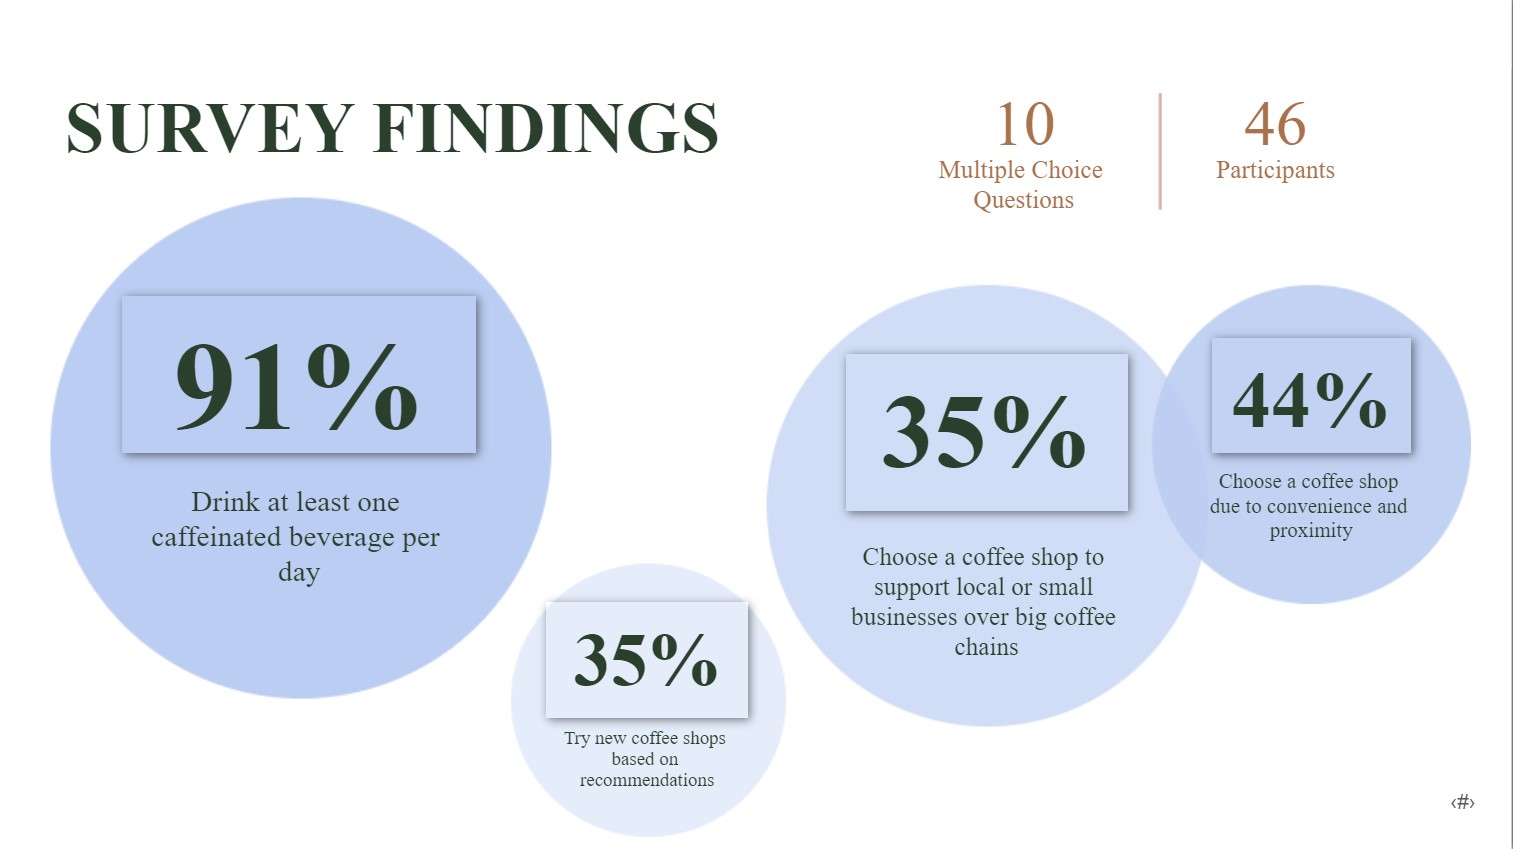 SURVEY FINDINGS
10
Multiple Choice
Questions
46
Participants
91%
Drink at least one
caffeinated beverage per
day
35%
Try new coffee shops
based on
recommendations
35%
Choose a coffee shop to
support local or small
businesses over big coffee
chains
44%
Choose a coffee shop
due to convenience and
proximity
‹#›